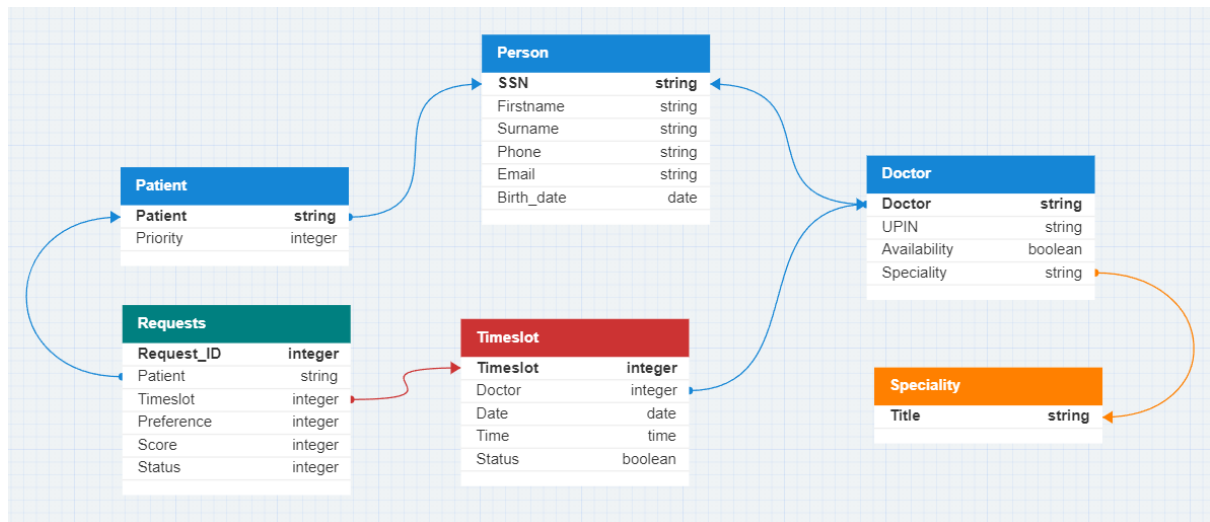 Person
SSN string
Firstname string
Surname string
Phone string
Email string
Birth_date date
Patient
Patient string
Priority integer
Doctor
Doctor string
UPIN string
Availability boolean
Speciality string
Requests
Request_ID integer
Patient string
Timeslot integer
Preference integer
Score integer
Status integer
Timeslot
Timeslot integer
Doctor integer
Date date
Time time
Status boolean
Speciality
Title string